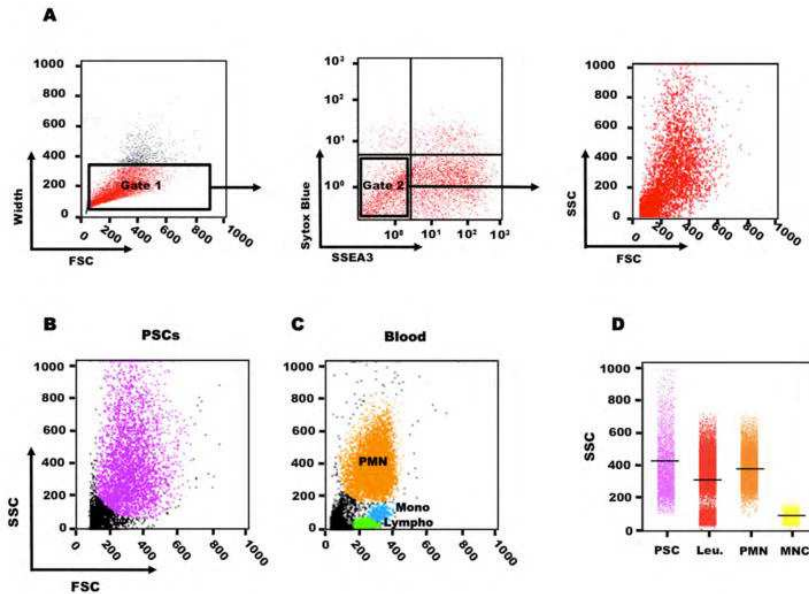 A
1000
800
600
400
200
0
Width
Gate 1
0
200
400
600
800
1000
FSC
10³
10²
10¹
10⁰
Sytox Blue
Gate 2
10⁰
10¹
10²
10³
SSEA3
1000
800
600
400
200
0
SSC
0
200
400
600
800
1000
FSC
B
PSCs
1000
800
600
400
200
0
SSC
200
400
600
800
1000
FSC
C
Blood
1000
800
600
400
200
0
PMN
Mono
Lympho
200
400
600
800
1000
D
1000
800
600
400
200
0
SSC
PSC
Leu.
PMN
MNC